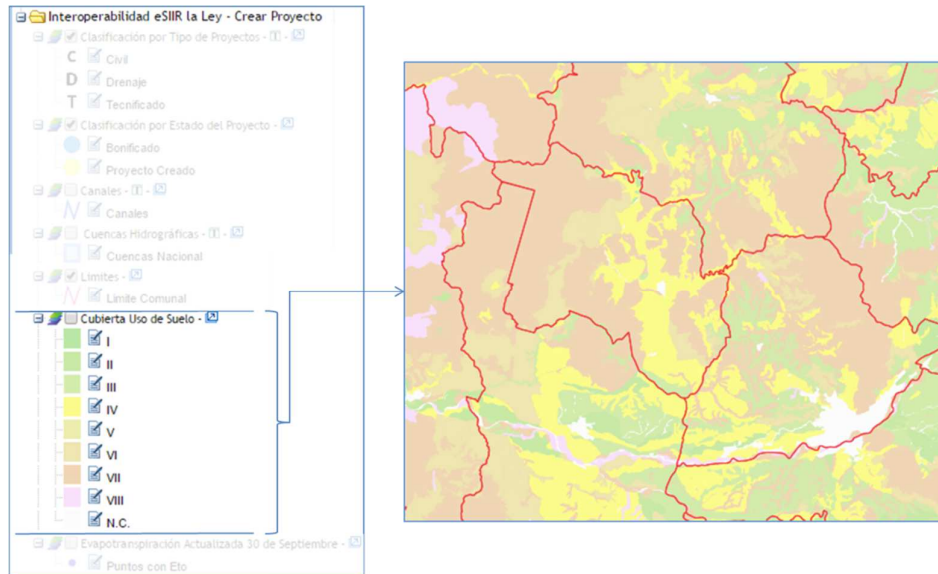 Interoperabilidad eSIIR la Ley - Crear Proyecto
Clasificación por Tipo de Proyectos - T -
C Civil
D Drenaje
T Tecnificado
Clasificación por Estado del Proyecto -
Bonificado
Proyecto Creado
Canales - T -
Canales
Cuencas Hidrográficas - T -
Cuencas Nacional
Limites -
Limite Comunal
Cubierta Uso de Suelo -
I
II
III
IV
V
VI
VII
VIII
N.C.
Evapotranspiración Actualizada 30 de Septiembre -
Puntos con Eto